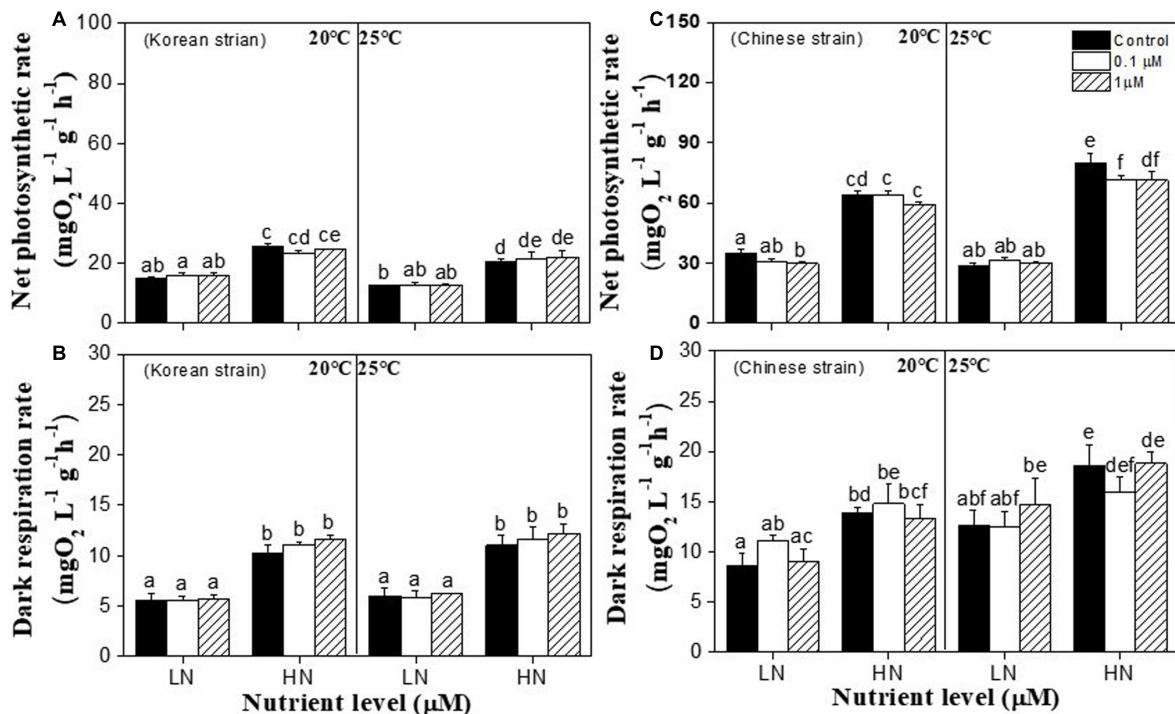 A
(Korean strian) 20°C 25°C
Net photosynthetic rate
(mgO₂ L⁻¹ g⁻¹ h⁻¹)
100
80
60
40
20
0
ab a ab c cd ce b ab ab d de de
B
(Korean strain) 20°C 25°C
Dark respiration rate
(mgO₂ L⁻¹ g⁻¹h⁻¹)
30
25
20
15
10
5
0
a a a b b b a a a b b b
LN HN LN HN
Nutrient level (μM)
C
(Chinese strain) 20°C 25°C
Control
0.1 μM
1μM
Net photosynthetic rate
(mgO₂ L⁻¹ g⁻¹ h⁻¹)
150
120
90
60
30
0
a ab b cd c c ab ab ab e f df
D
(Chinese strain) 20°C 25°C
Dark respiration rate
(mgO₂ L⁻¹ g⁻¹h⁻¹)
30
25
20
15
10
5
0
a ab ac bd be bcf abf abf be e def de
LN HN LN HN
Nutrient level (μM)